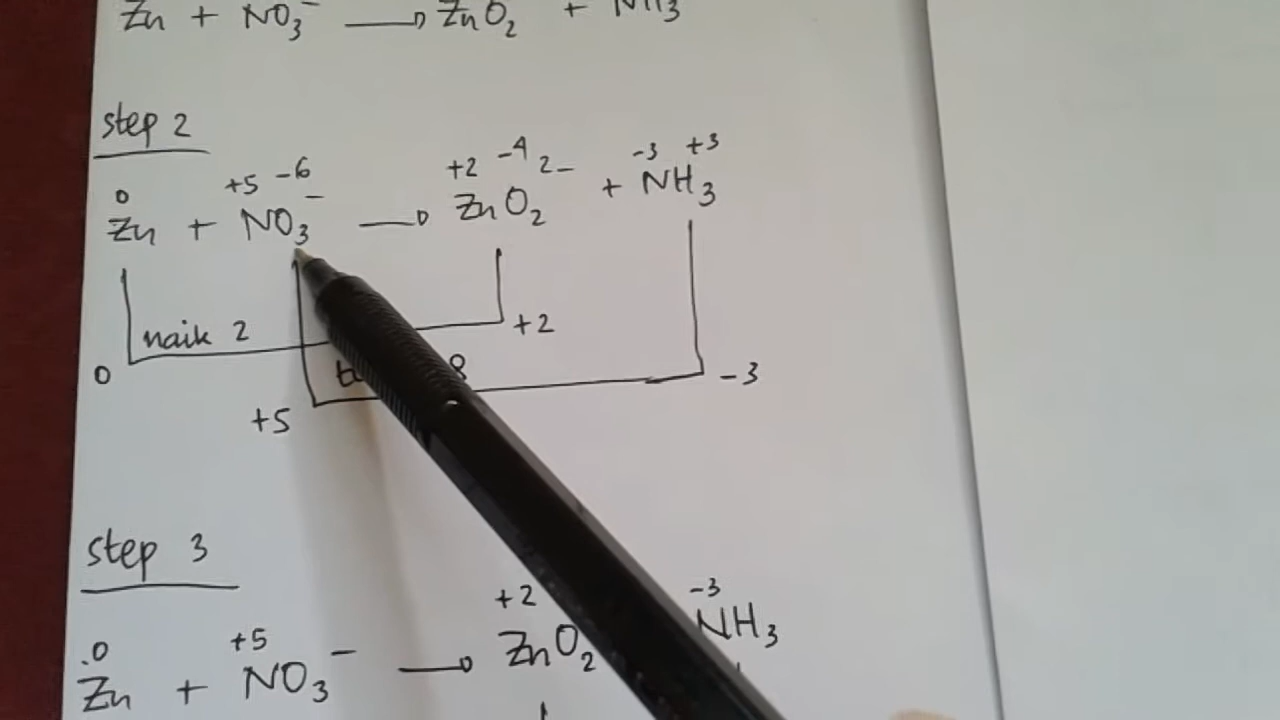 Zn + NO3- → ZnO2 + NH3
step 2
0 +5 -6 +2 -4 2- -3 +3
Zn + NO3- → ZnO2 + NH3
naik 2 +2
0 8 -3
+5
step 3
0 +5 +2 -3
Zn + NO3- → ZnO2 NH3